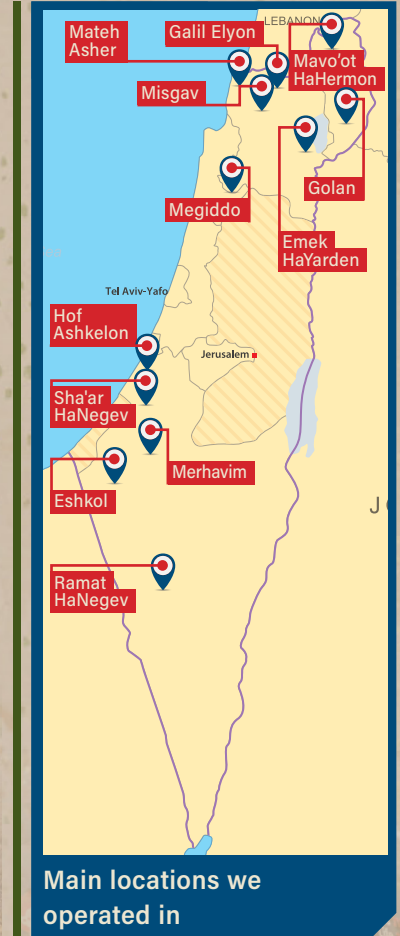 LEBANON
Mateh
Asher
Galil Elyon
Mavo'ot
HaHermon
Misgav
Golan
Megiddo
Emek
HaYarden
Tel Aviv-Yafo
Hof
Ashkelon
Jerusalem
Sha'ar
HaNegev
Merhavim
Eshkol
J
Ramat
HaNegev
Main locations we
operated in